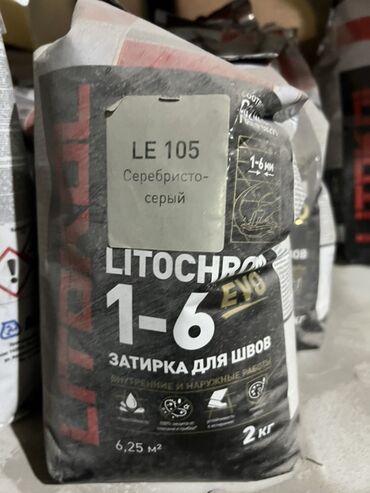 LITOKOL
LE 105
Серебристо-
серый
1-6 мм
LITOCHROM
1-6
EVO
ЗАТИРКА ДЛЯ ШВОВ
ВНУТРЕННИЕ И НАРУЖНЫЕ РАБОТЫ
6,25 м²
2 кг